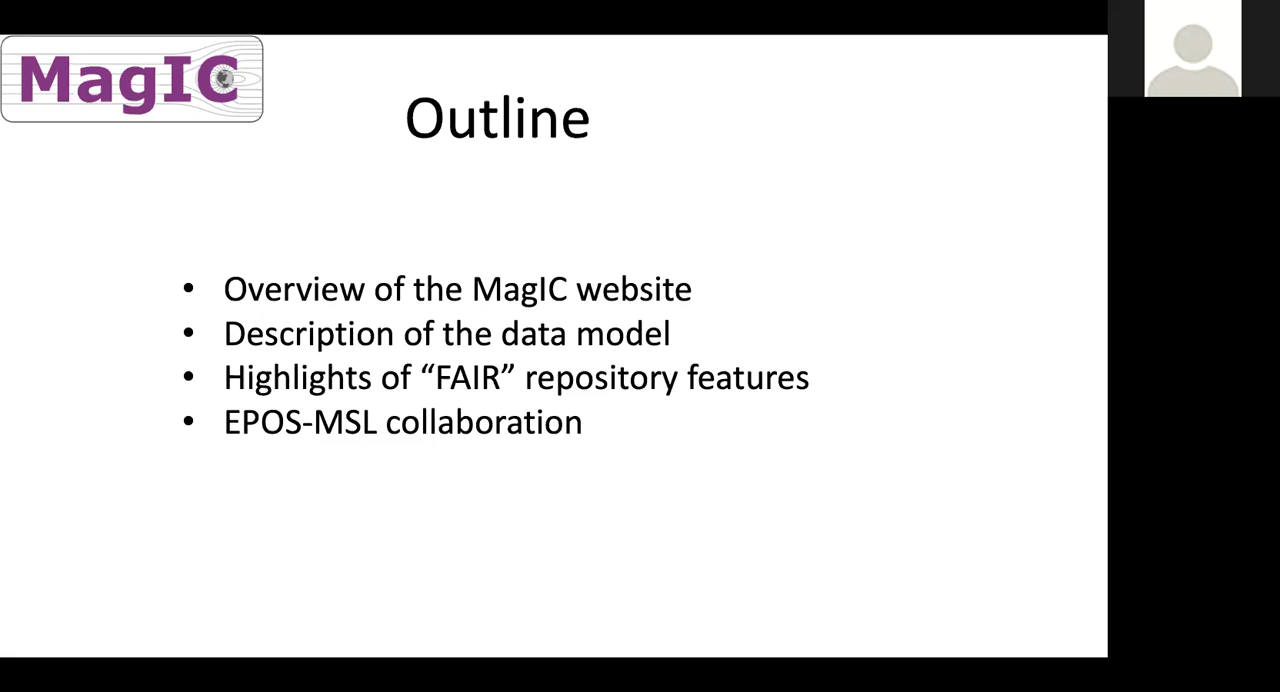 MagIC
Outline
• Overview of the MagIC website
• Description of the data model
• Highlights of “FAIR” repository features
• EPOS-MSL collaboration